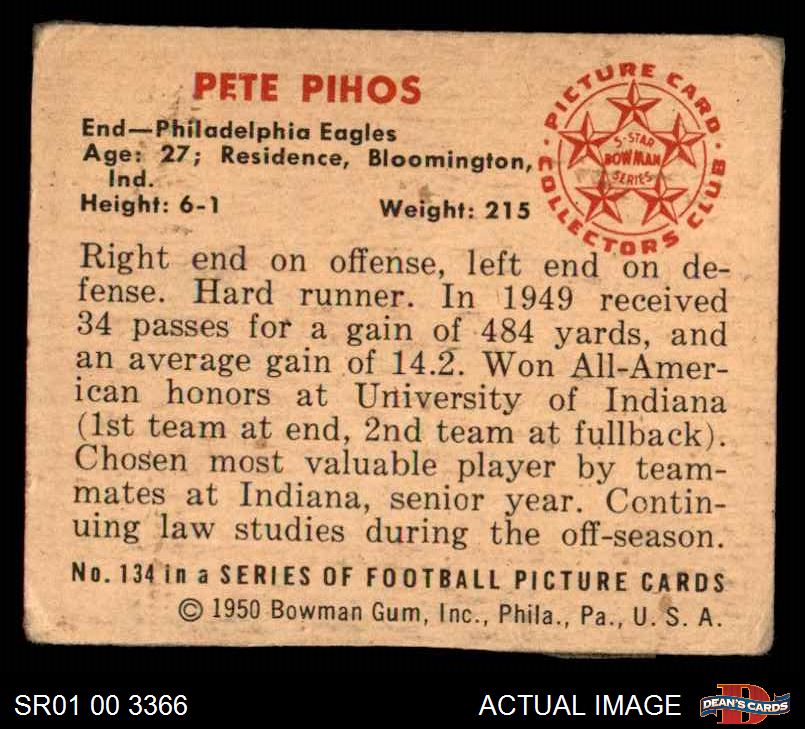 PETE PIHOS
PICTURE CARD
COLLECTORS CLUB
5-STAR
BOWMAN
SERIES
End—Philadelphia Eagles
Age: 27; Residence, Bloomington,
Ind.
Height: 6-1 Weight: 215
Right end on offense, left end on de-
fense. Hard runner. In 1949 received
34 passes for a gain of 484 yards, and
an average gain of 14.2. Won All-Amer-
ican honors at University of Indiana
(1st team at end, 2nd team at fullback).
Chosen most valuable player by team-
mates at Indiana, senior year. Contin-
uing law studies during the off-season.
No. 134 in a SERIES OF FOOTBALL PICTURE CARDS
© 1950 Bowman Gum, Inc., Phila., Pa., U. S. A.
SR01 00 3366 ACTUAL IMAGE
D
DEAN'S CARDS